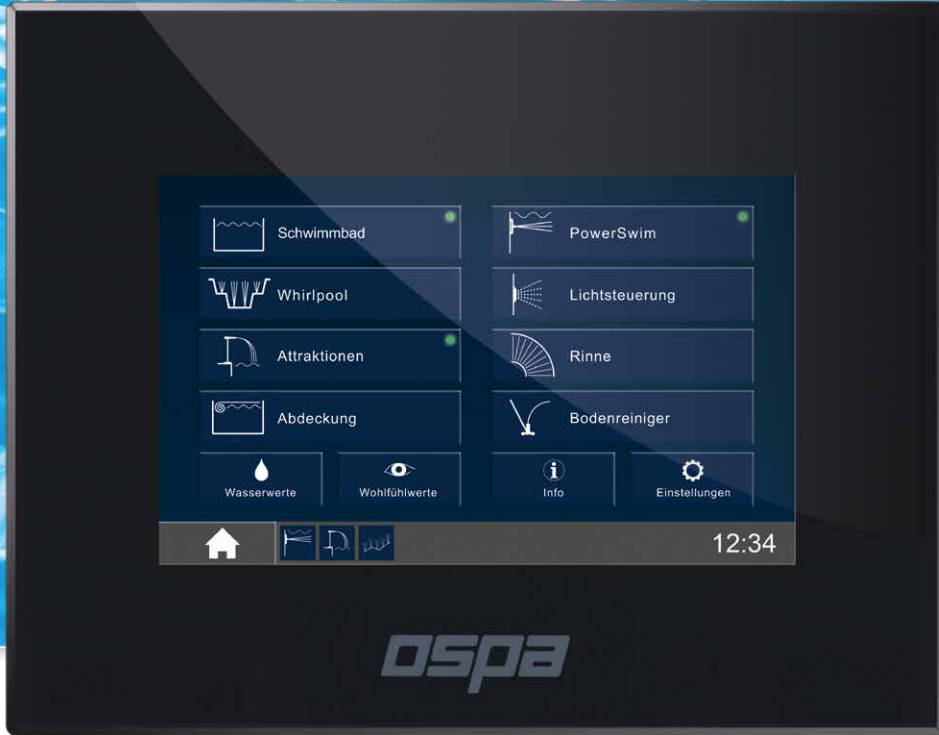 Schwimmbad
PowerSwim
Whirlpool
Lichtsteuerung
Attraktionen
Rinne
Abdeckung
Bodenreiniger
Wasserwerte
Wohlfühlwerte
Info
Einstellungen
12:34
ospa